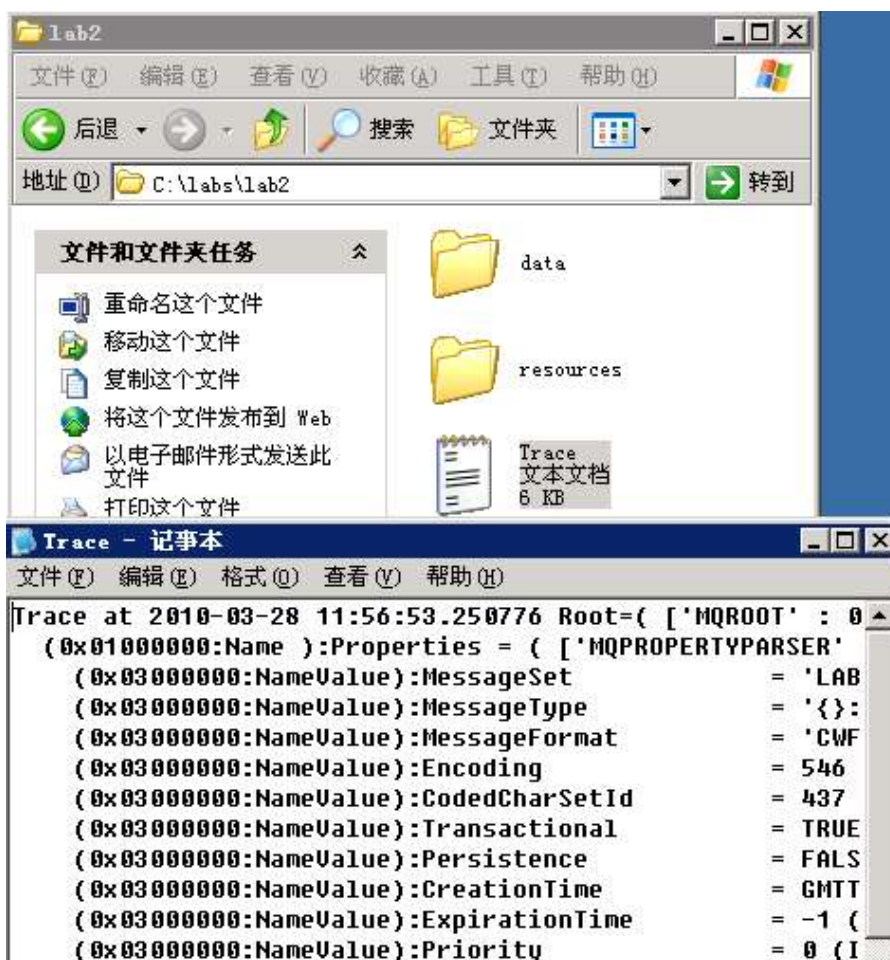 lab2
文件(F) 编辑(E) 查看(V) 收藏(A) 工具(T) 帮助(H)
后退 搜索 文件夹
地址(D) C:\labs\lab2 转到
文件和文件夹任务
重命名这个文件
移动这个文件
复制这个文件
将这个文件发布到 Web
以电子邮件形式发送此
文件
打印这个文件
data
resources
Trace
文本文档
6 KB
Trace - 记事本
文件(F) 编辑(E) 格式(O) 查看(V) 帮助(H)
Trace at 2010-03-28 11:56:53.250776 Root=( ['MQROOT' : 0
(0x01000000:Name ):Properties = ( ['MQPROPERTYPARSER'
(0x03000000:NameValue):MessageSet = 'LAB
(0x03000000:NameValue):MessageType = '{}:
(0x03000000:NameValue):MessageFormat = 'CWF
(0x03000000:NameValue):Encoding = 546
(0x03000000:NameValue):CodedCharSetId = 437
(0x03000000:NameValue):Transactional = TRUE
(0x03000000:NameValue):Persistence = FALS
(0x03000000:NameValue):CreationTime = GMTT
(0x03000000:NameValue):ExpirationTime = -1 (
(0x03000000:NameValue):Priority = 0 (I